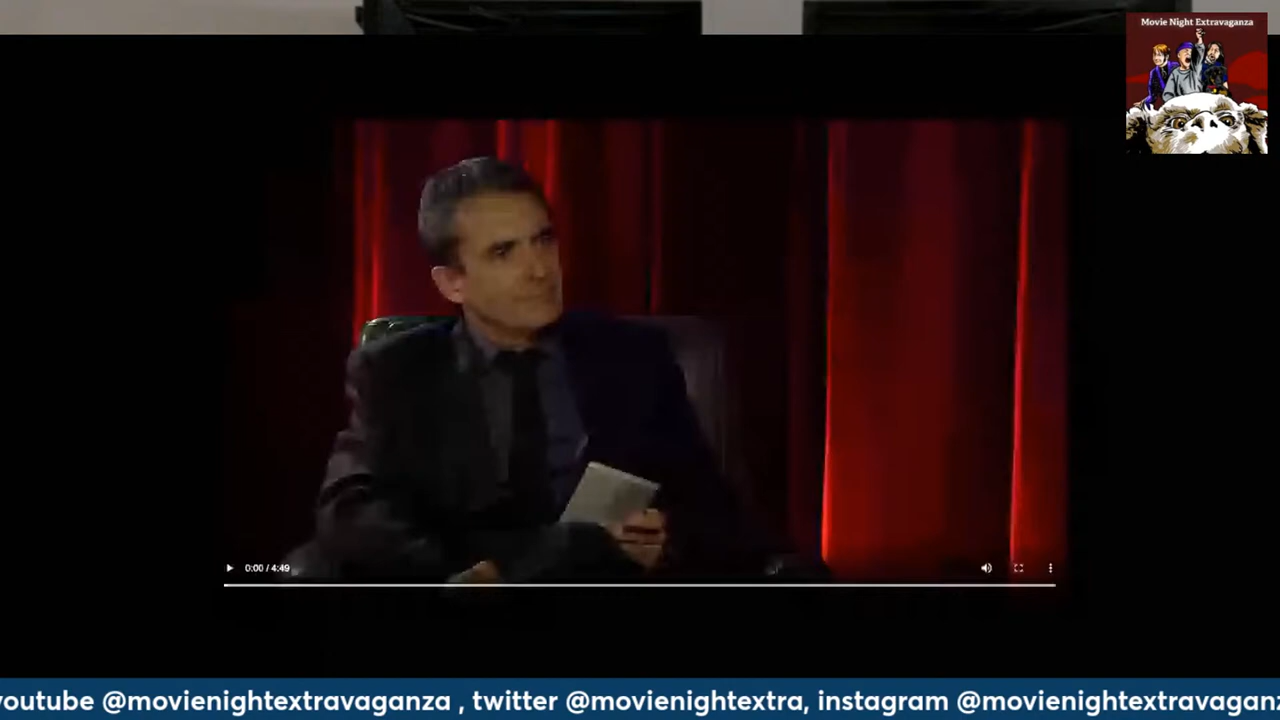 Movie Night Extravaganza
0:00 / 4:49
youtube @movienightextravaganza , twitter @movienightextra, instagram @movienightextravaganz